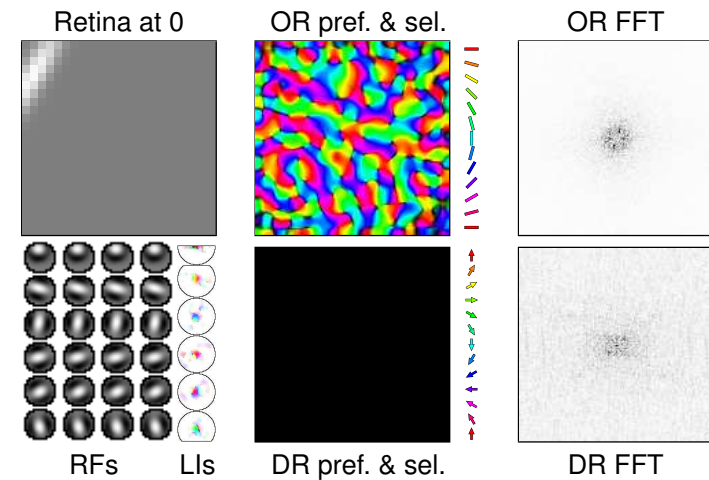 Retina at 0
OR pref. & sel.
OR FFT
RFs
LIs
DR pref. & sel.
DR FFT